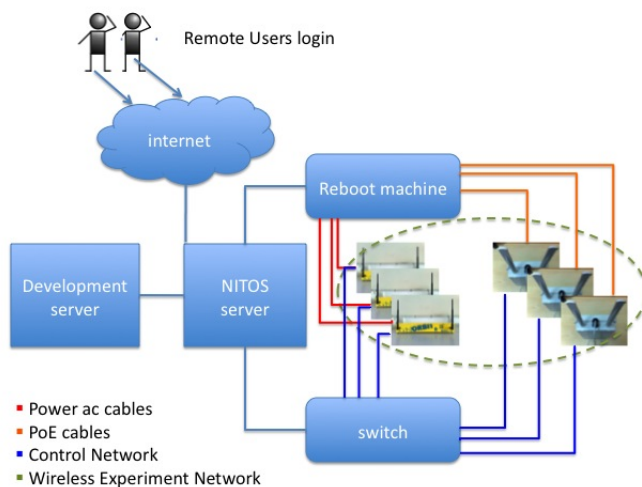 Remote Users login
internet
Reboot machine
Development
server
NITOS
server
switch
Power ac cables
PoE cables
Control Network
Wireless Experiment Network